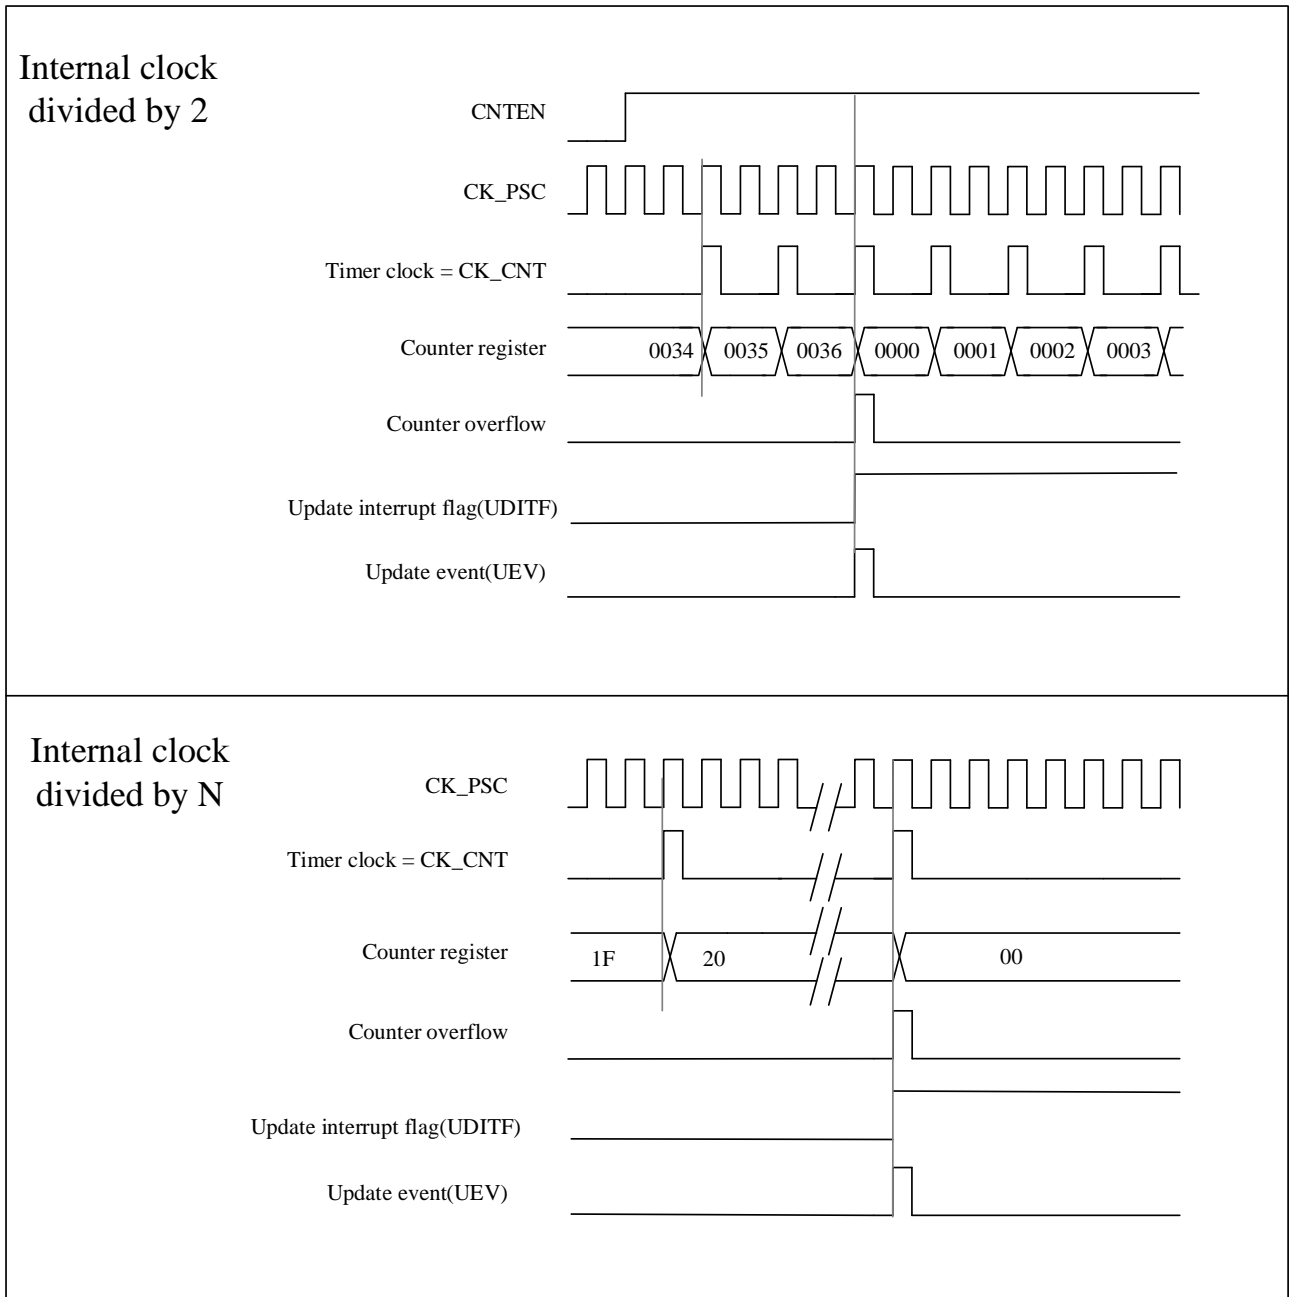 Internal clock
divided by 2
CNTEN
CK_PSC
Timer clock = CK_CNT
Counter register
0034 0035 0036 0000 0001 0002 0003
Counter overflow
Update interrupt flag(UDITF)
Update event(UEV)
Internal clock
divided by N
CK_PSC
Timer clock = CK_CNT
Counter register
1F 20 00
Counter overflow
Update interrupt flag(UDITF)
Update event(UEV)